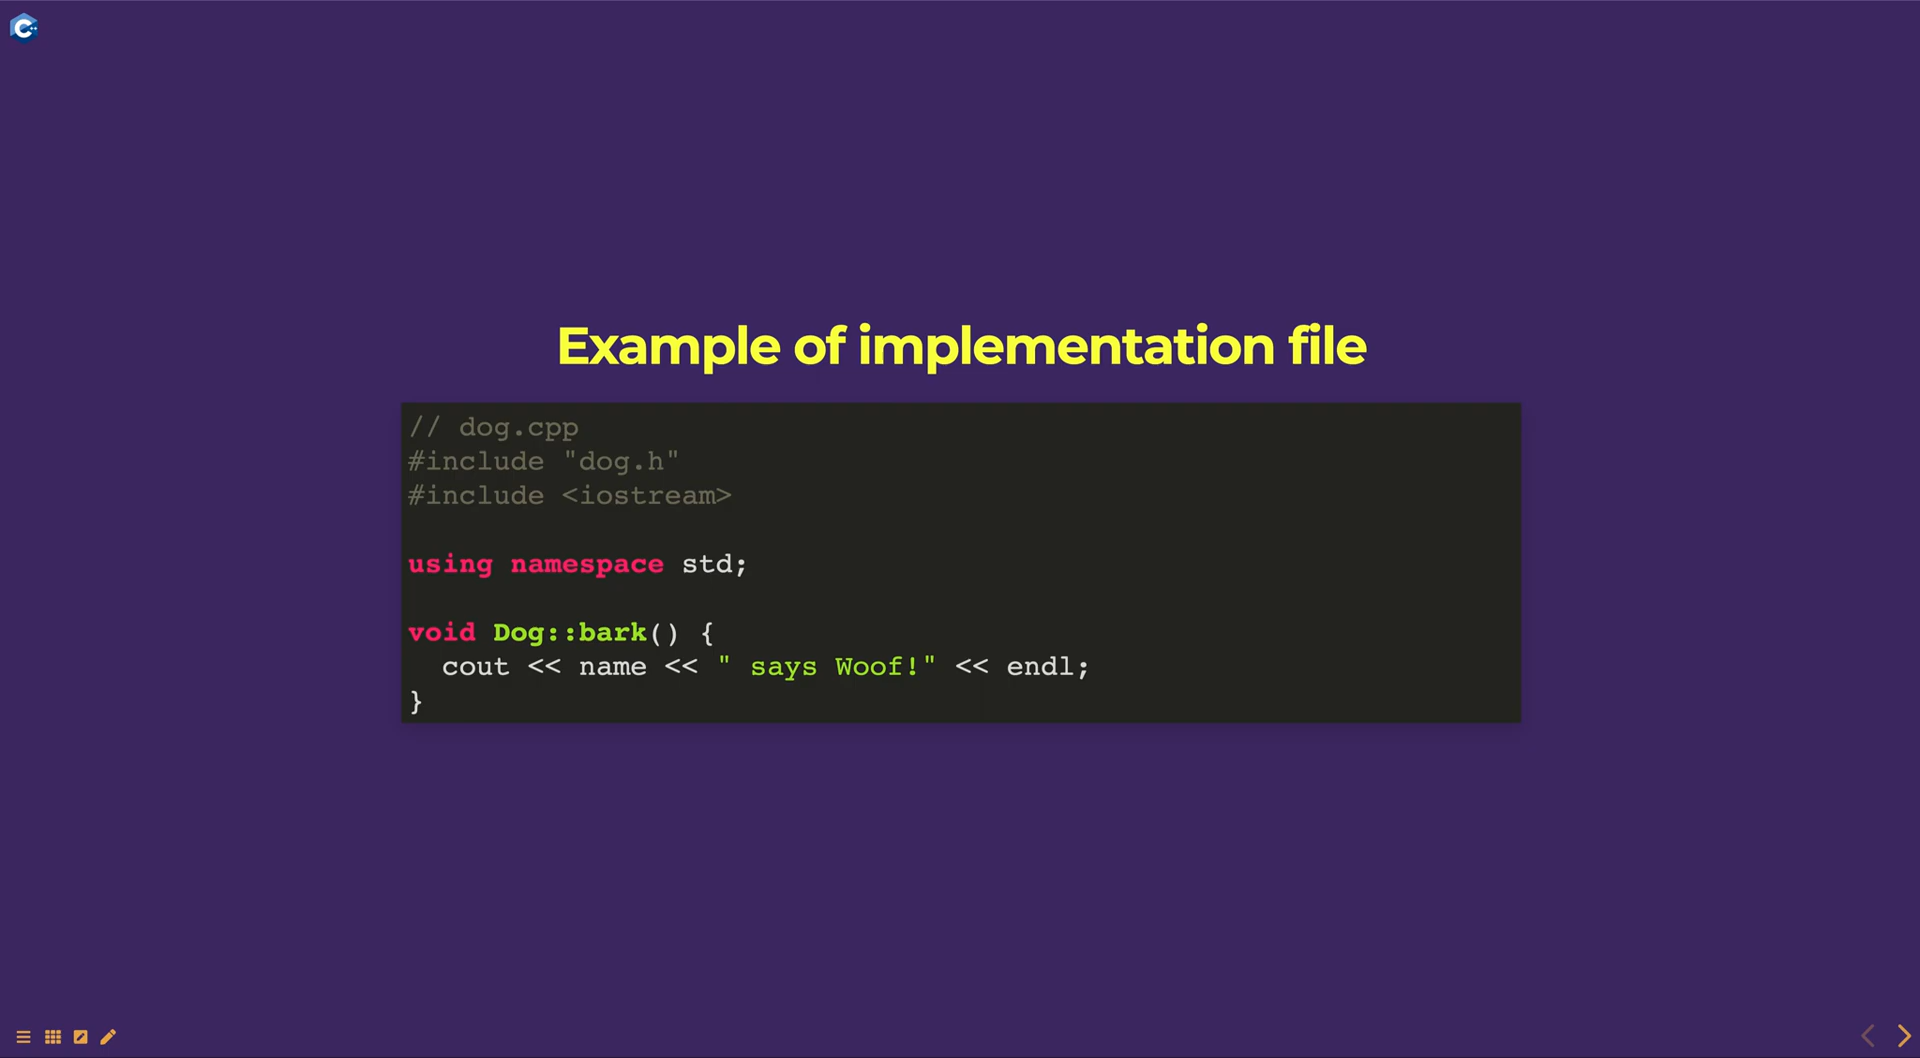 Example of implementation file
// dog.cpp
#include "dog.h"
#include <iostream>

using namespace std;

void Dog::bark() {
  cout << name << " says Woof!" << endl;
}